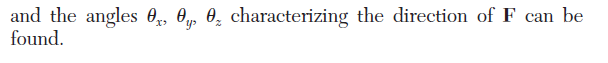 and the angles θx, θy, θz characterizing the direction of F can be
found.